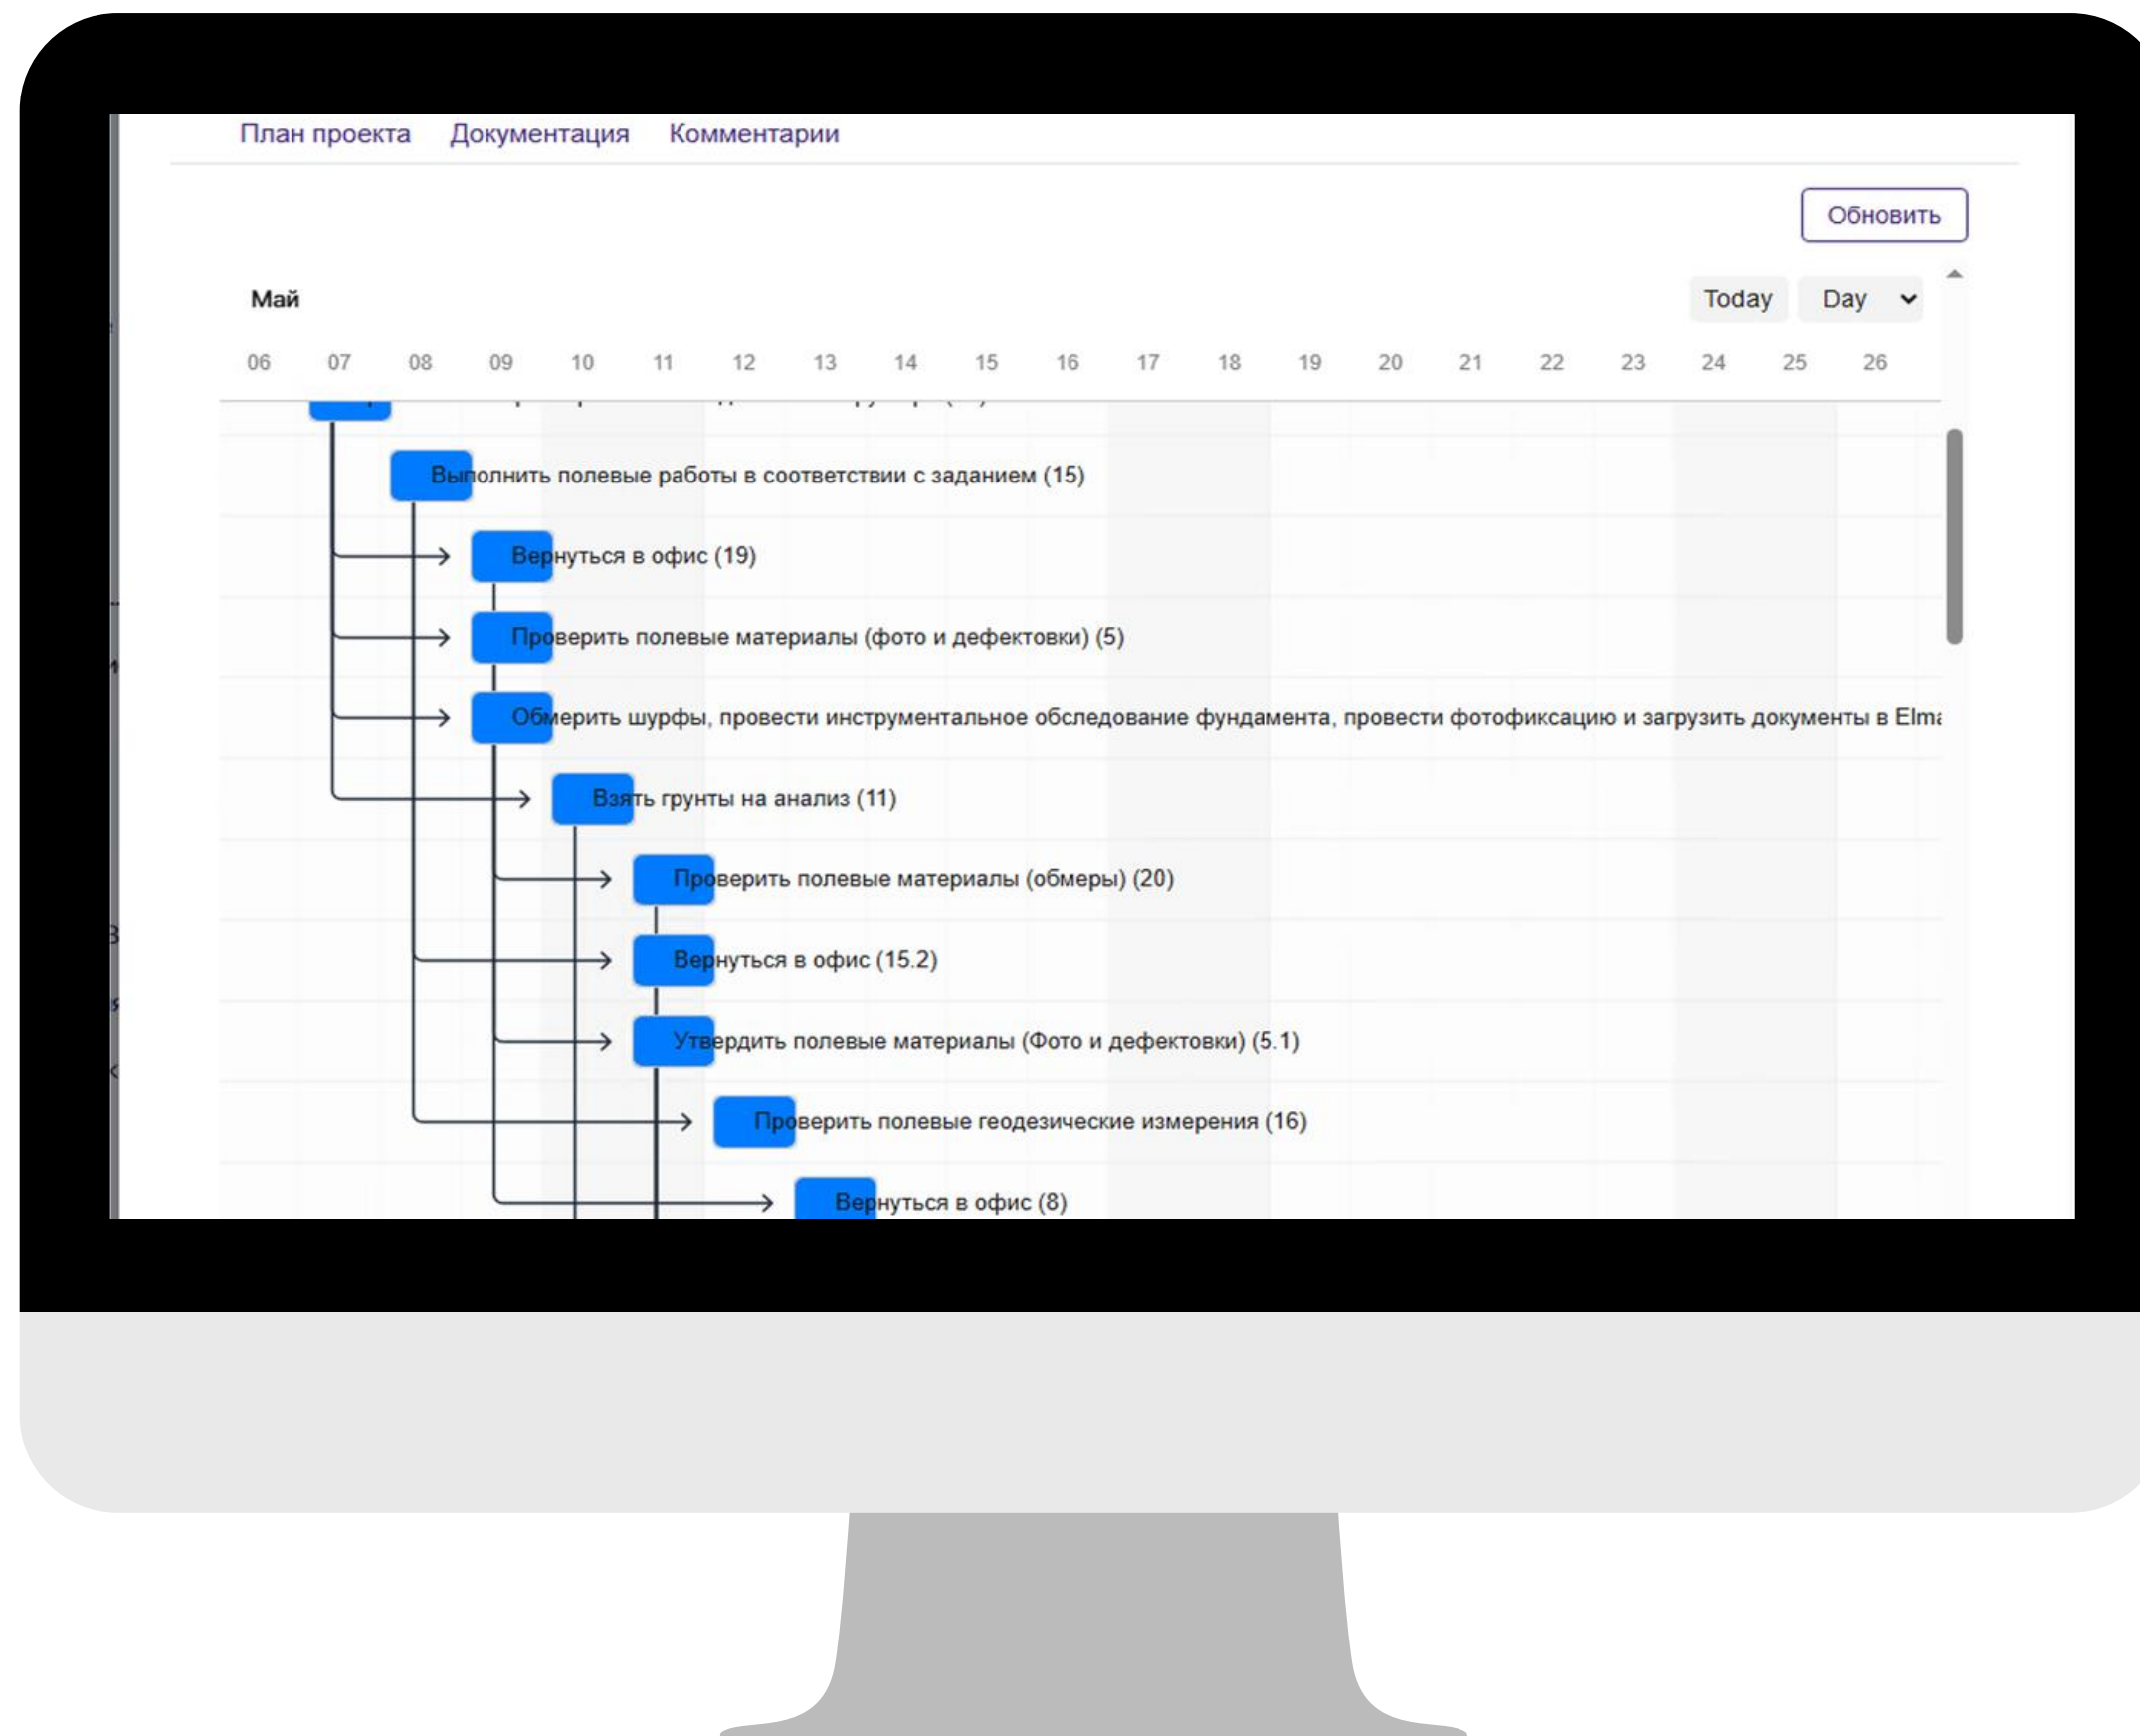 План проекта Документация Комментарии
Обновить
Май Today Day
06 07 08 09 10 11 12 13 14 15 16 17 18 19 20 21 22 23 24 25 26
Выполнить полевые работы в соответствии с заданием (15)
Вернуться в офис (19)
Проверить полевые материалы (фото и дефектовки) (5)
Обмерить шурфы, провести инструментальное обследование фундамента, провести фотофиксацию и загрузить документы в Elma
Взять грунты на анализ (11)
Проверить полевые материалы (обмеры) (20)
Вернуться в офис (15.2)
Утвердить полевые материалы (Фото и дефектовки) (5.1)
Проверить полевые геодезические измерения (16)
Вернуться в офис (8)